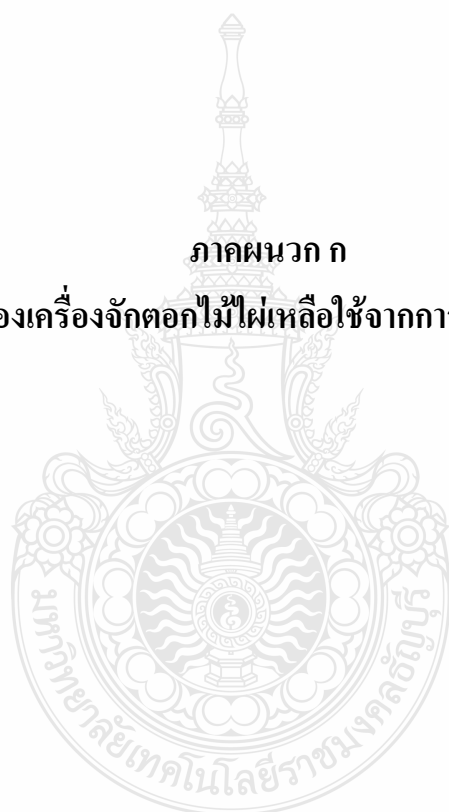 ภาคผนวก ก
องเครื่องจักตอกไม้ไผ่เหลือใช้จากกา
มหาวิทยาลัยเทคโนโลยีราชมงคลธัญบุรี